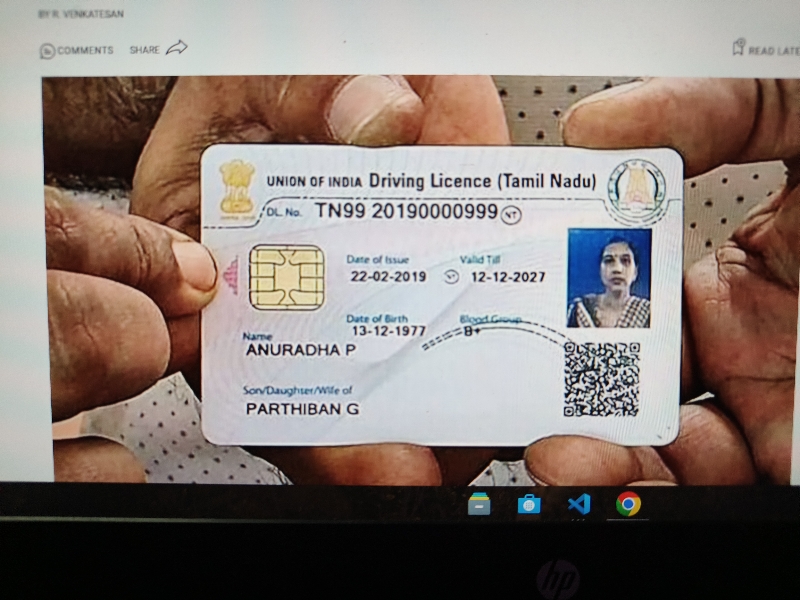 BY R. VENKATESAN
COMMENTS SHARE READ LATE
UNION OF INDIA Driving Licence (Tamil Nadu)
DL. No. TN99 20190000999 NT
Date of Issue Valid Till
22-02-2019 NT 12-12-2027
Date of Birth Blood Group
13-12-1977 B+
Name
ANURADHA P
Son/Daughter/Wife of
PARTHIBAN G
hp